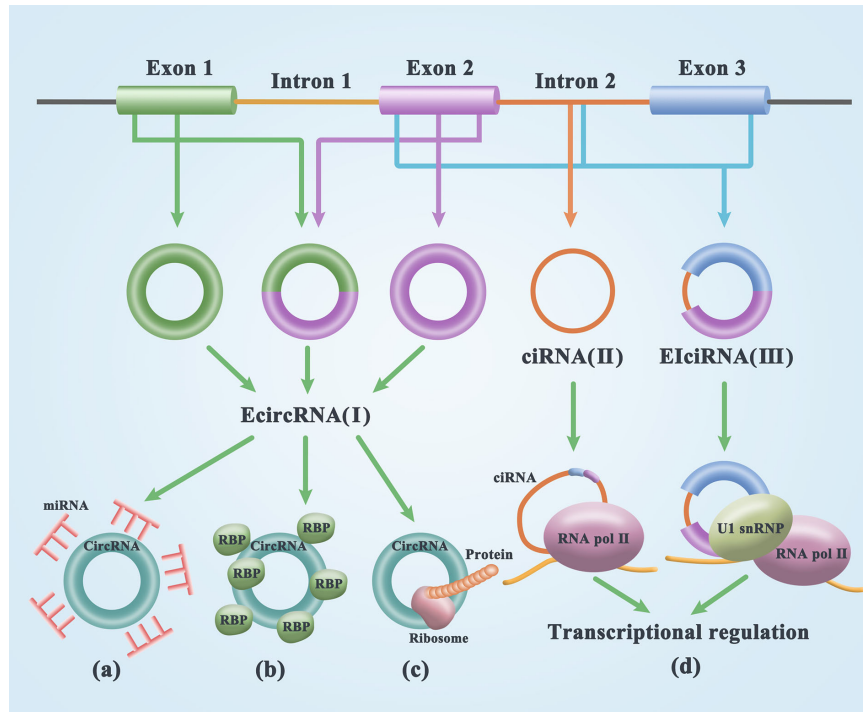 Exon 1
Intron 1
Exon 2
Intron 2
Exon 3
ciRNA(II)
EIciRNA(III)
EcircRNA(I)
miRNA
CircRNA
(a)
RBP
RBP
CircRNA
RBP
RBP
RBP
RBP
(b)
CircRNA
Protein
Ribosome
(c)
ciRNA
RNA pol II
U1 snRNP
RNA pol II
Transcriptional regulation
(d)